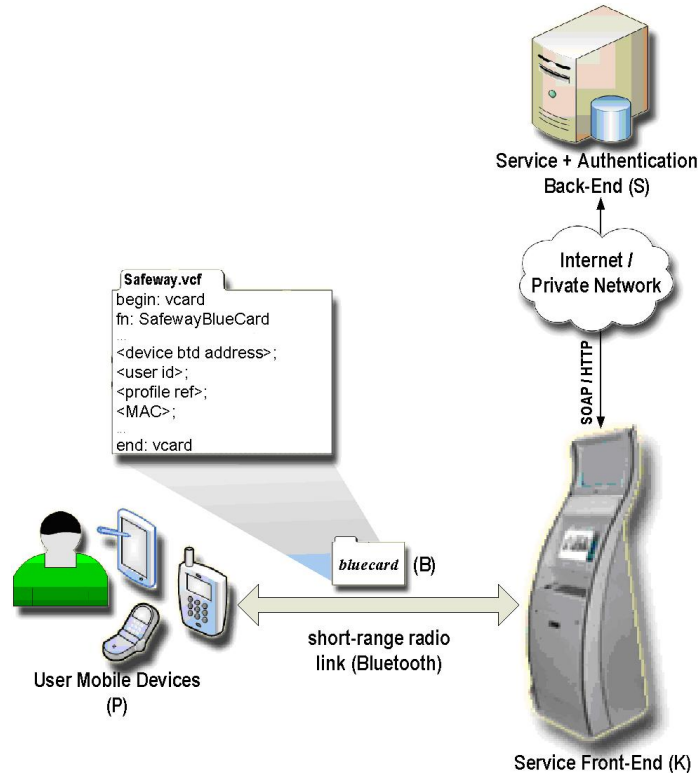 Service + Authentication
Back-End (S)
Internet /
Private Network
SOAP / HTTP
Safeway.vcf
begin: vcard
fn: SafewayBlueCard
...
<device btd address>;
<user id>;
<profile ref>;
<MAC>;
...
end: vcard
bluecard (B)
short-range radio
link (Bluetooth)
User Mobile Devices
(P)
Service Front-End (K)